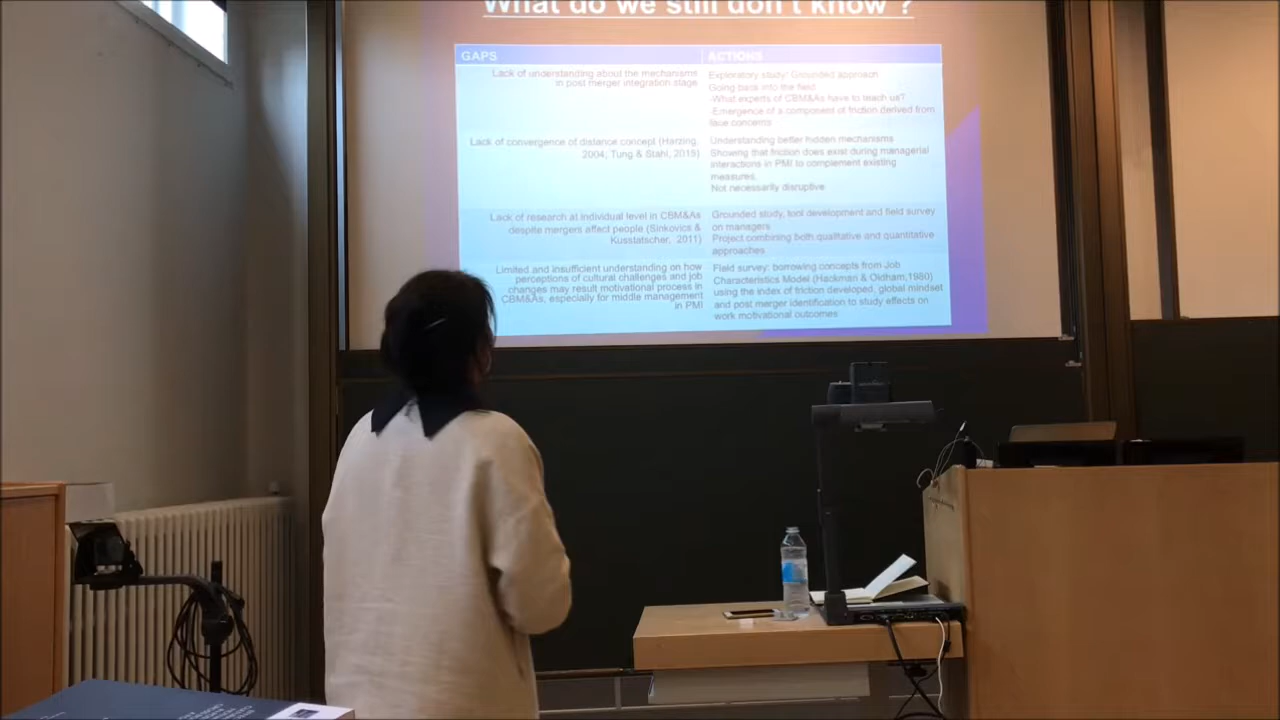 What do we still don't know ?
GAPS
ACTIONS
Lack of understanding about the mechanisms
in post merger integration stage
Exploratory study: Grounded approach
Going back into the field
-What experts of CBM&As have to teach us?
-Emergence of a component of friction derived from
face concerns
Lack of convergence of distance concept (Harzing,
2004, Tung & Stahl, 2015)
Understanding better hidden mechanisms
Showing that friction does exist during managerial
interactions in PMI to complement existing
measures.
Not necessarily disruptive
Lack of research at individual level in CBM&As
despite mergers affect people (Sinkovics &
Kusstatscher, 2011)
Grounded study, tool development and field survey
on managers
Project combining both qualitative and quantitative
approaches
Limited and insufficient understanding on how
perceptions of cultural challenges and job
changes may result motivational process in
CBM&As, especially for middle management
in PMI
Field survey: borrowing concepts from Job
Characteristics Model (Hackman & Oldham,1980)
using the index of friction developed, global mindset
and post merger identification to study effects on
work motivational outcomes